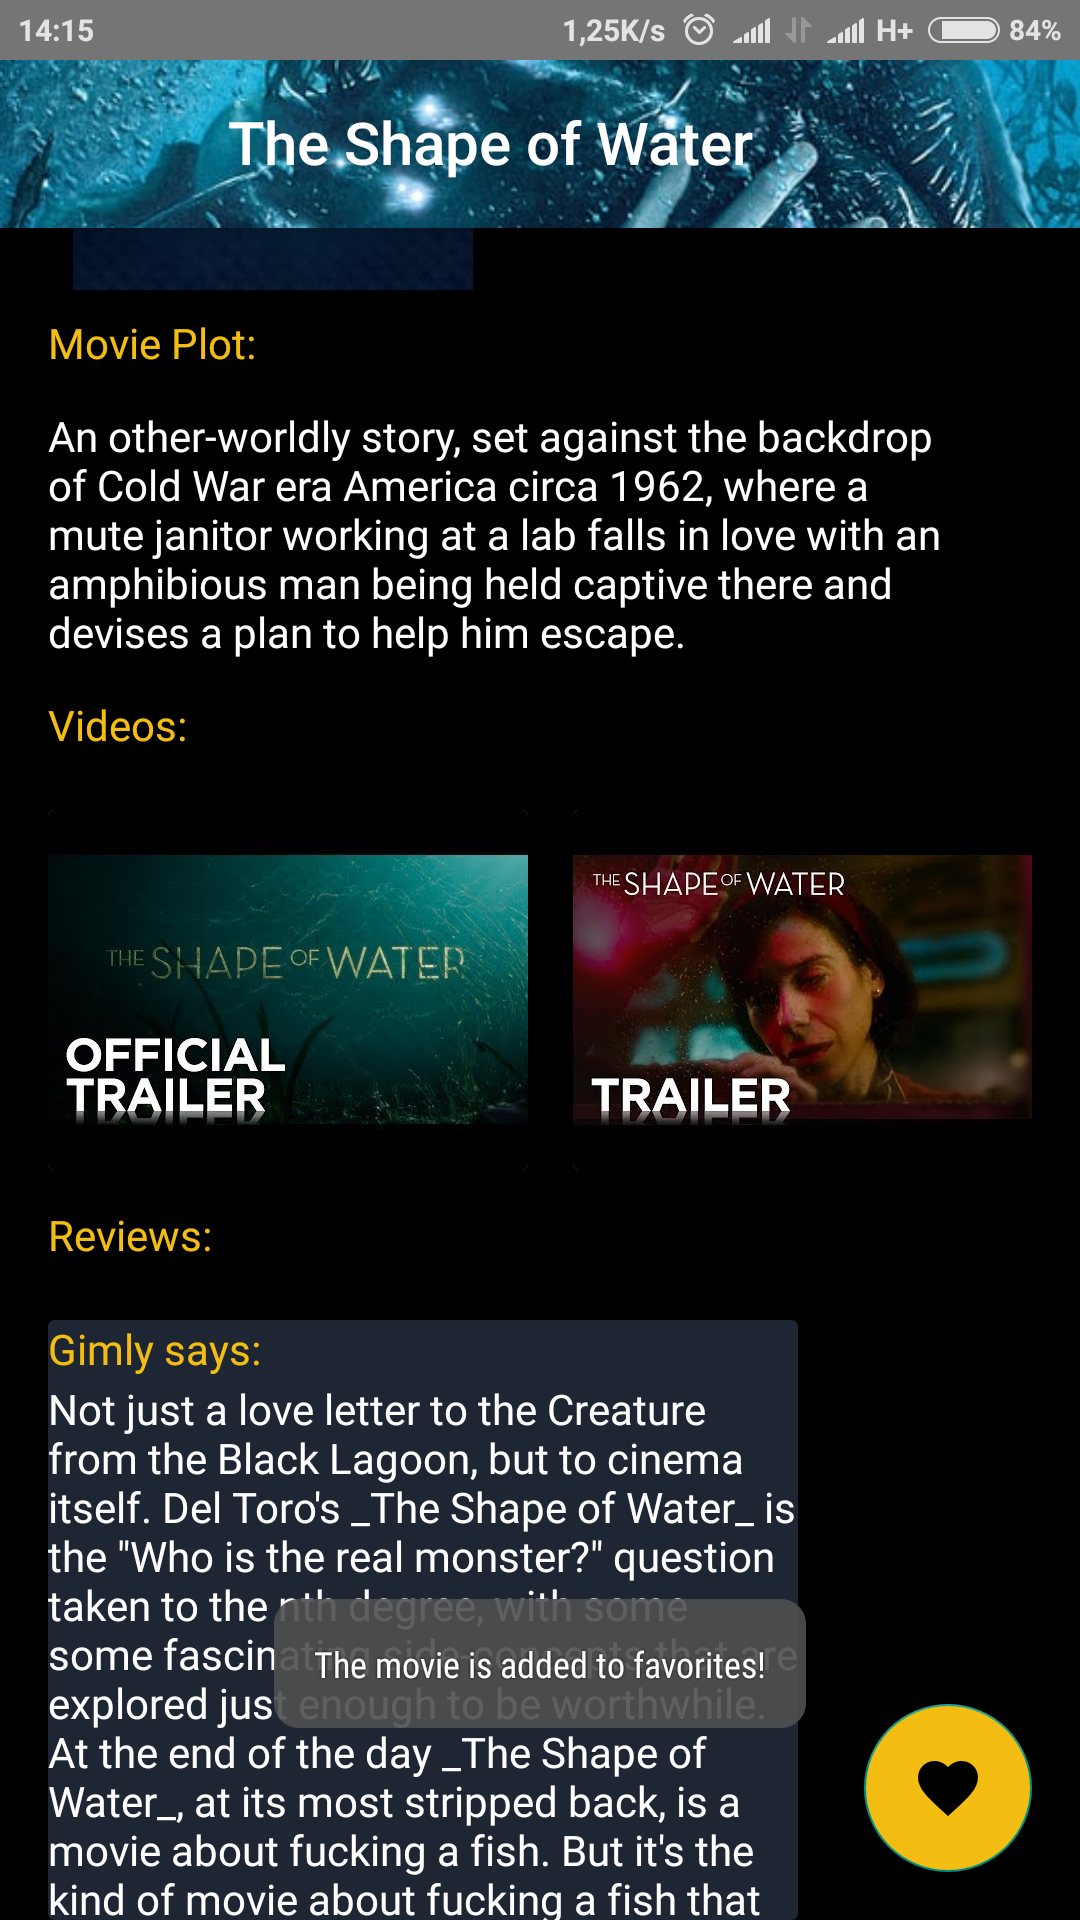 14:15 1,25K/s H+ 84%
The Shape of Water
Movie Plot:
An other-worldly story, set against the backdrop
of Cold War era America circa 1962, where a
mute janitor working at a lab falls in love with an
amphibious man being held captive there and
devises a plan to help him escape.
Videos:
THE SHAPE OF WATER
OFFICIAL
TRAILER
THE SHAPE OF WATER
TRAILER
Reviews:
Gimly says:
Not just a love letter to the Creature
from the Black Lagoon, but to cinema
itself. Del Toro's _The Shape of Water_ is
the "Who is the real monster?" question
taken to the nth degree, with some
some fascinating side-concepts that are
The movie is added to favorites!
explored just enough to be worthwhile.
At the end of the day _The Shape of
Water_, at its most stripped back, is a
movie about fucking a fish. But it's the
kind of movie about fucking a fish that